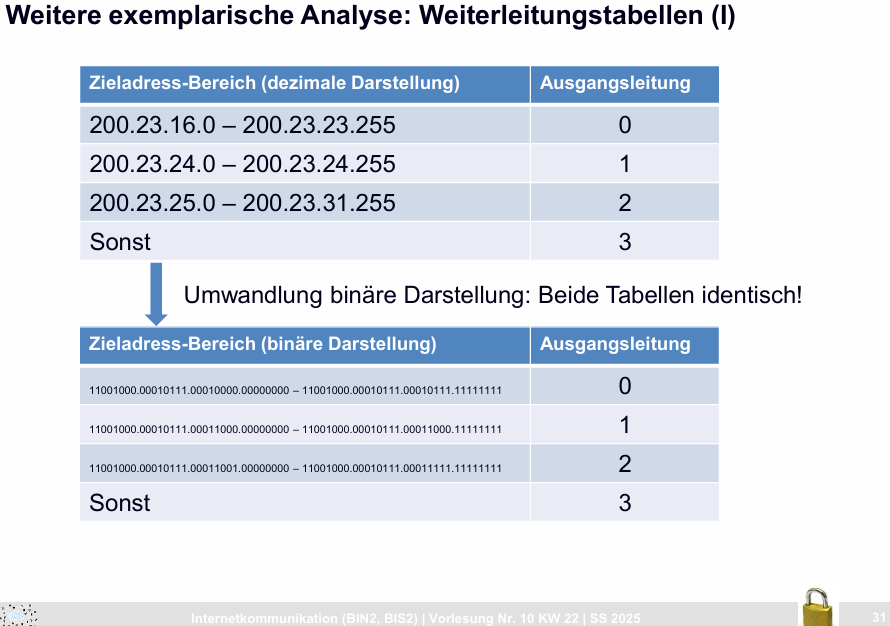 Weitere exemplarische Analyse: Weiterleitungstabellen (I)
Zieladress-Bereich (dezimale Darstellung) Ausgangsleitung
200.23.16.0 – 200.23.23.255 0
200.23.24.0 – 200.23.24.255 1
200.23.25.0 – 200.23.31.255 2
Sonst 3
Umwandlung binäre Darstellung: Beide Tabellen identisch!
Zieladress-Bereich (binäre Darstellung) Ausgangsleitung
11001000.00010111.00010000.00000000 – 11001000.00010111.00010111.11111111 0
11001000.00010111.00011000.00000000 – 11001000.00010111.00011000.11111111 1
11001000.00010111.00011001.00000000 – 11001000.00010111.00011111.11111111 2
Sonst 3
Internetkommunikation (BIN2, BIS2) | Vorlesung Nr. 10 KW 22 | SS 2025 31